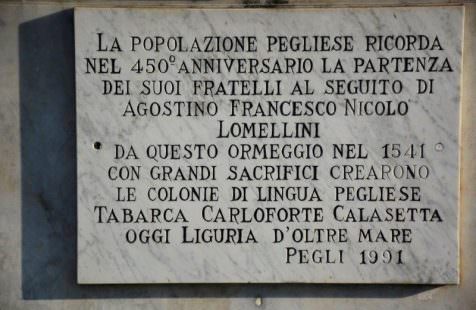 LA POPOLAZIONE PEGLIESE RICORDA
NEL 450º ANNIVERSARIO LA PARTENZA
DEI SUOI FRATELLI AL SEGUITO DI
AGOSTINO FRANCESCO NICOLO'
LOMELLINI
DA QUESTO ORMEGGIO NEL 1541
CON GRANDI SACRIFICI CREARONO
LE COLONIE DI LINGUA PEGLIESE
TABARCA CARLOFORTE CALASETTA
OGGI LIGURIA D'OLTRE MARE
PEGLI 1991